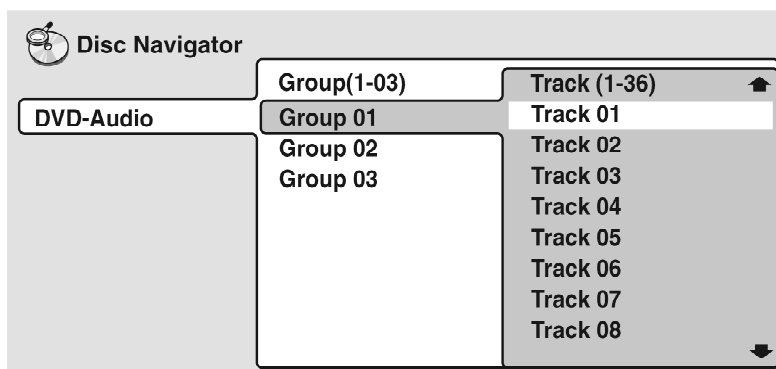 Disc Navigator
DVD-Audio
Group(1-03)
Group 01
Group 02
Group 03
Track (1-36)
Track 01
Track 02
Track 03
Track 04
Track 05
Track 06
Track 07
Track 08